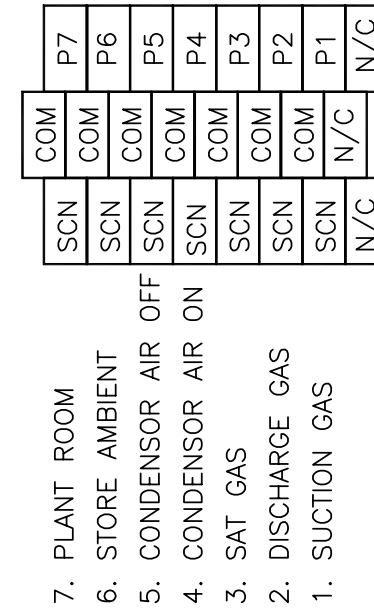 7. PLANT ROOM SCN COM P7
6. STORE AMBIENT SCN COM P6
5. CONDENSOR AIR OFF SCN COM P5
4. CONDENSOR AIR ON SCN COM P4
3. SAT GAS SCN COM P3
2. DISCHARGE GAS SCN COM P2
1. SUCTION GAS SCN COM P1
N/C N/C N/C